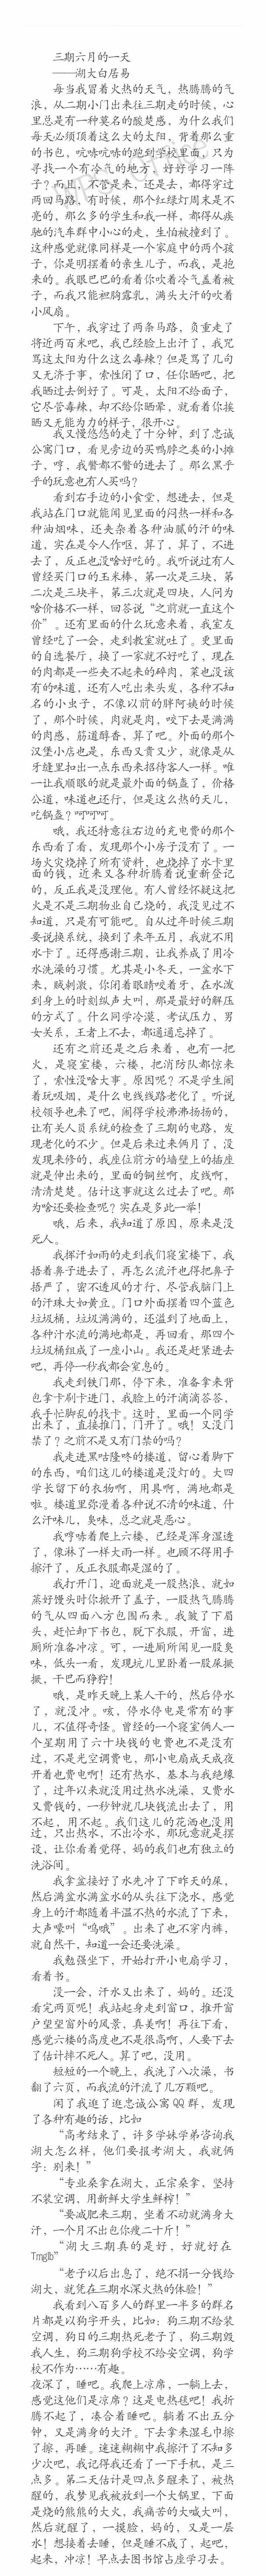 三期六月的一天
——湖大白居易
每当我冒着火热的天气，热腾腾的气
浪，从二期小门出来往三期走的时候，心
里总是有一种莫名的酸楚感，为什么我们
每天必须顶着这么大的太阳，背着那么重
的书包，吭哧吭哧的跑到学校里面，只为
寻找一个有冷气的地方，好好学习一阵
子？而且，不管是来，还是去，都得穿过
两回马路，有时候，那个红绿灯周末是不
亮的，那么多的学生和我一样，都得从疾
驰的汽车群中小心的走，生怕被撞到了。
这种感觉就像同样是一个家庭中的两个孩
子，你是明摆着的亲生儿子，而我，是抱
来的。我眼巴巴的看着你吹着冷气盖着被
子，而我只能袒胸露乳，满头大汗的吹着
小风扇。
下午，我穿过了两条马路，负重走了
将近两百米吧，我已经脸上出汗了，我咒
骂这太阳为什么这么毒辣？但是骂了几句
又无济于事，索性闭了口，任你晒吧，把
我晒过去倒好了。可是，太阳不给面子，
它尽管毒辣，却不给你晒晕，就看着你挨
晒又无能为力的样子，很开心。
我又慢悠悠的走了十分钟，到了忠诚
公寓门口，看见旁边的买鸭脖之类的小摊
子，哼，我瞥都不瞥的进去了。那么黑乎
乎的玩意也有人买吗？
看到右手边的小食堂，想进去，但是
我站在门口就能闻见里面的闷热一样和各
种油烟味，还夹杂着各种油腻的汗的味
道，实在是令人作呕，算了，算了，不进
去了，反正也没啥好吃的。我听说过有人
曾经买门口的玉米棒，第一次是三块，第
二次是三块半，第三次就是四块，人问为
啥价格不一样，回答说“之前就一直这个
价”。还有里面的什么玩意来着，我室友
曾经吃了一会，走到教室就吐了。更里面
的自选餐厅，换了一家就不好吃了，现在
的肉都是一些夹不起来的碎肉，菜也没该
有的味道，还有人吃出来头发，各种不知
名的小虫子，不像以前的胖阿姨的时候
了，那个时候，肉就是肉，咬下去是满满
的肉感，筋道醇香，算了吧。外面的那个
汉堡小店也是，东西又贵又少，就像是从
牙缝里扣出一点东西来招待客人一样。唯
一让我顺眼的就是最外面的锅盔了，价格
公道，味道也还行，但是这么热的天儿，
吃锅盔？呵呵呵。
哦，我还特意往右边的充电费的那个
东西看了看，发现那个小房子没有了。一
场火灾烧掉了所有资料，也烧掉了水卡里
面的钱，近来又各种折腾着说重新登记
的，反正我是没理他。有人曾经怀疑这把
火是不是三期物业自己烧的，我没见过不
知道，只是有可能吧。自从过年时候三期
要说换系统，换到了来年五月，我就不用
水卡了。还得感谢三期，让我养成了用冷
水洗澡的习惯。尤其是小冬天，一盆水下
来，贼刺激，你闭着眼睛咬着牙，在水泼
到身上的时刻纵声大叫，那是最好的解压
的方式了。什么同学冷漠，考试压力，男
女关系，王者上不去，都通通忘掉了。
还有之前还是之后来着，也有一把
火，是寝室楼，六楼，把消防队都惊来
了，索性没啥大事。原因呢？不是学生闹
着玩吸烟，是什么电线线路老化了。听说
校领导也来了吧，闹得学校沸沸扬扬的，
让有关人员系统的检查了三期的电路，发
现老化的不少。但是后来过来俩月了，没
发现来修的，我座位前方的墙壁上的插座
就是伸出来的，里面的铜丝啊，皮线啊，
清清楚楚。估计这事就这么过去了吧。那
为啥还要检查呢？实在是多此一举！
哦，后来，我知道了原因，原来是没
死人。
我挥汗如雨的走到我们寝室楼下，我
捂着鼻子进去了，再怎么流汗也得把鼻子
捂严了，密不透风的才行，尽管我脑门上
的汗珠大如黄豆。门口外面摆着四个蓝色
垃圾桶，垃圾满满的，还溢到了地面上，
各种汁水流的满地都是，再回看，那四个
垃圾桶组成了一座小山。我还是赶紧进去
吧，再停一秒我都会窒息的。
我走到铁门那，停下来，准备拿来背
包拿卡刷卡进门，我脸上的汗滴滴答答，
我手忙脚乱的找卡。这时，里面一个同学
出来了，直接推门，门开了。哦！又没门
禁了？之前不是又有门禁的吗？
我走进黑咕隆咚的楼道，留心着脚下
的东西，咱们这儿的楼道是没灯的。大四
学长留下的衣物啊，用具啊，满地都是
啦。楼道里弥漫着各种说不清的味道，什
么汗味儿，臭味，总之就是恶心。
我哼哧着爬上六楼，已经是浑身湿透
了，像淋了一样大雨一样。也顾不得用手
擦汗了，反正衣服都是湿的了。
我打开门，迎面就是一股热浪，就如
蒸好馒头时你掀开了盖子，一股热气腾腾
的气从四面八方包围而来。我皱了下眉
头，赶忙卸下书包，脱下衣服，开窗，进
厕所准备冲凉。可，一进厕所闻见一股臭
味，低头一看，发现坑儿里卧着一股屎橛
橛，干巴而狰狞！
哦，是昨天晚上某人干的，然后停水
了，就没冲。咳，停水停电是常有的事
儿，不值得奇怪。曾经的一个寝室俩人一
个星期用了六十块钱的电费也不是没有
过，不是光空调费电，那小电扇成天成夜
开着也费电啊！还有热水，基本与我绝缘
了，过年以来就没用过热水洗澡，又费水
又费钱的，一秒钟就几块钱流出去了，用
不起，用不起。我们这儿的花洒也没用
过，只出热水，不出冷水，那玩意就是摆
设，让你看着觉得，妈的我们也有独立的
洗浴间。
我拿盆接好了水先冲了下昨天的屎，
然后满盆水满盆水的从头往下浇水，感觉
身上的汗都随着半温不热的水流了下来，
大声嚎叫“呜哦”。出来了也不穿内裤，
就自然干，知道一会还要洗澡。
我勉强坐下，开始打开小电扇学习，
看着书。
没一会，汗水又出来了，妈的。还没
看完两页呢！我站起身走到窗口，推开窗
户望望窗外的风景，真美啊！再往下看，
感觉六楼的高度也不是很高啊，人要下去
了估计摔不死人。算了吧，没用。
短短的一个晚上，我洗了八次澡，书
翻了六页，而我流的汗流了几万颗吧。
闲了我逛了逛忠诚公寓 QQ 群，发现
了各种有趣的话，比如
“高考结束了，许多学妹学弟咨询我
湖大怎么样，他们要报考湖大，我就俩
字：别来！”
“专业桑拿在湖大，正宗桑拿，坚持
不装空调，用新鲜大学生鲜榨！”
“要减肥来三期，坐着不动就满身大
汗，一个月不出也你瘦二十斤！”
“湖大三期真的是好，好就好在
Tmglb”
“老子以后出息了，绝不捐一分钱给
湖大，就凭在三期水深火热的体验！”
我看到八百多人的群里一半多的群名
片都是以狗字开头，比如：狗三期不给装
空调，狗日的三期热死老子了，狗三期毁
我人生，狗三期狗学校不给安空调，狗学
校不作为……有趣。
夜深了，睡吧。我爬上凉席，一躺上去，
感觉这他们是凉席？这是电热毯吧！我折
腾不起了，凑合着睡吧。躺着不出五分
钟，又是满身的大汗。下去拿来湿毛巾擦
了擦，再睡。迷迷糊糊中我擦汗了不知多
少次吧，我记得我还看了一下手机，是三
点多。第二天估计是四点多醒来了，被热
醒的，我梦见我被放到一个大锅里，下面
是烧的熊熊的大火，我痛苦的大喊大叫，
然后就醒了，一摸脸，妈的，又是一层
水！想接着去睡，但是睡不成了，起吧，
起来，冲凉！早点去图书馆占座学习去。